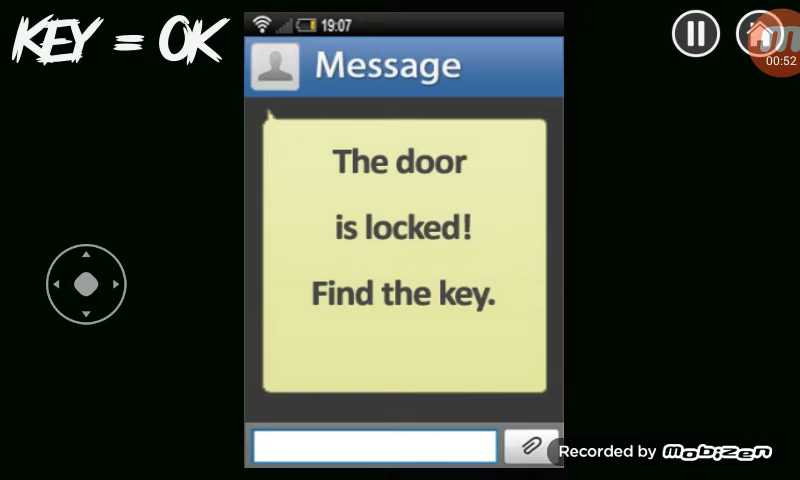 KEY = OK
19:07
Message
00:52
The door
is locked!
Find the key.
Recorded by mobizen